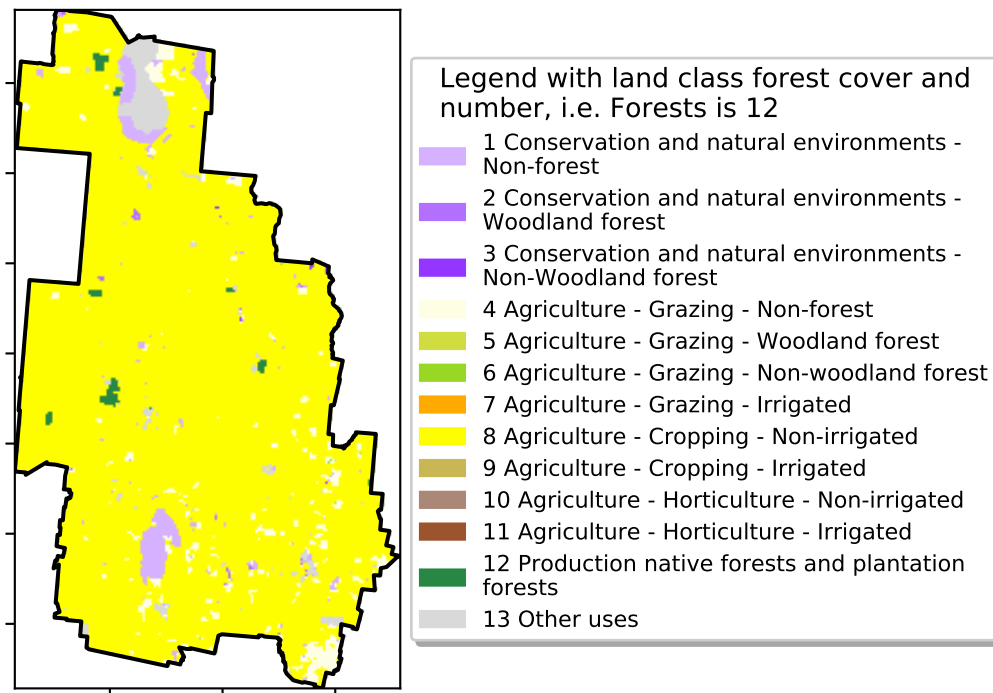 Legend with land class forest cover and
number, i.e. Forests is 12
1 Conservation and natural environments -
Non-forest
2 Conservation and natural environments -
Woodland forest
3 Conservation and natural environments -
Non-Woodland forest
4 Agriculture - Grazing - Non-forest
5 Agriculture - Grazing - Woodland forest
6 Agriculture - Grazing - Non-woodland forest
7 Agriculture - Grazing - Irrigated
8 Agriculture - Cropping - Non-irrigated
9 Agriculture - Cropping - Irrigated
10 Agriculture - Horticulture - Non-irrigated
11 Agriculture - Horticulture - Irrigated
12 Production native forests and plantation
forests
13 Other uses